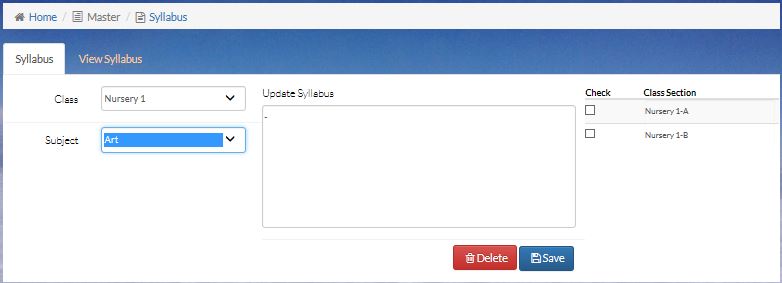 Home / Master / Syllabus
Syllabus View Syllabus
Class Nursery 1
Subject Art
Update Syllabus
-
Check Class Section
Nursery 1-A
Nursery 1-B
Delete Save